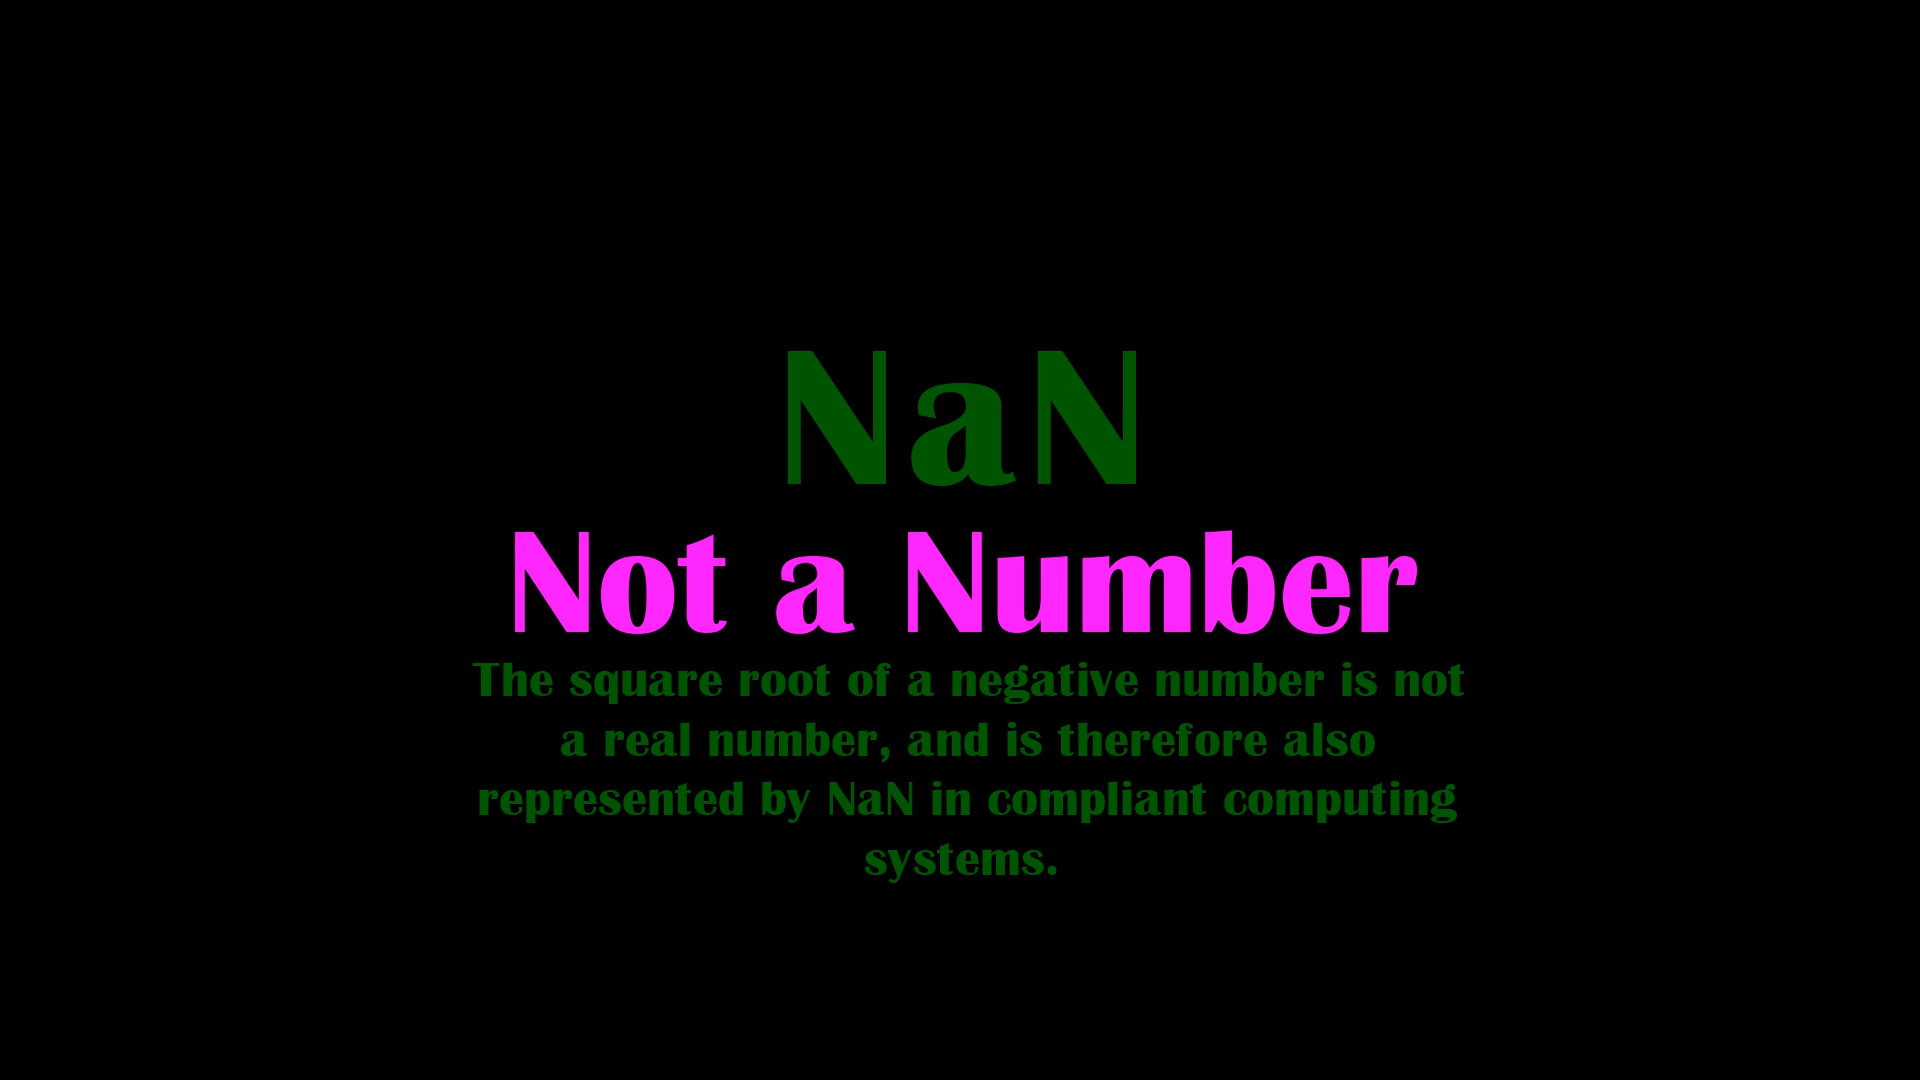 NaN
Not a Number
The square root of a negative number is not
a real number, and is therefore also
represented by NaN in compliant computing
systems.